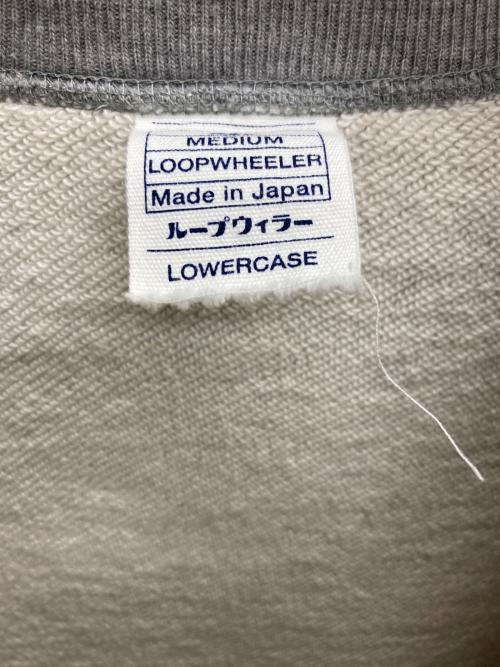 MEDIUM
LOOPWHEELER
Made in Japan
ループウィラー
LOWERCASE